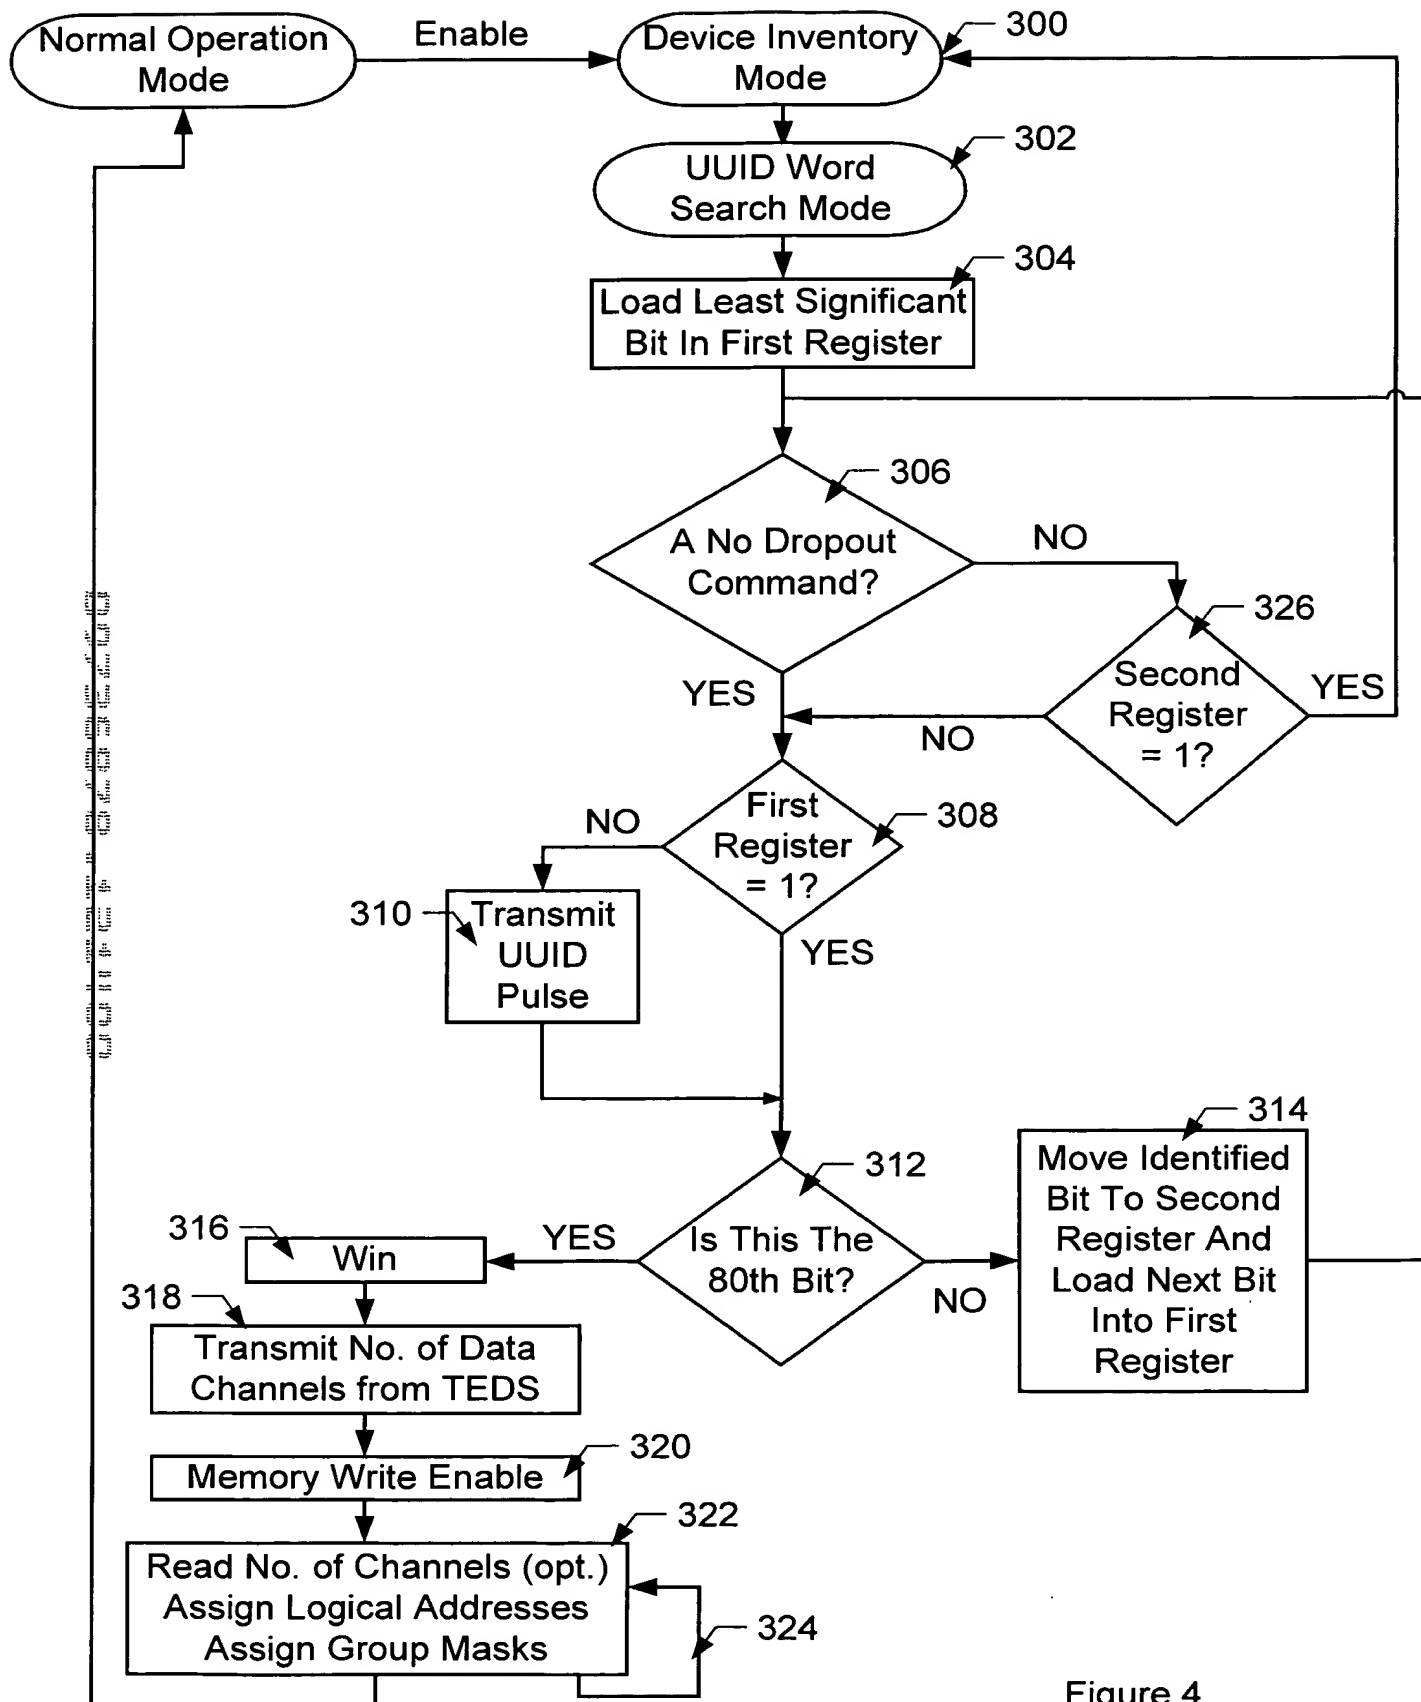 Normal Operation
Mode
Enable
Device Inventory
Mode
300
UUID Word
Search Mode
302
Load Least Significant
Bit In First Register
304
A No Dropout
Command?
306
NO
YES
Second
Register
= 1?
326
YES
NO
First
Register
= 1?
308
NO
YES
Transmit
UUID
Pulse
310
Is This The
80th Bit?
312
YES
NO
Move Identified
Bit To Second
Register And
Load Next Bit
Into First
Register
314
Win
316
Transmit No. of Data
Channels from TEDS
318
Memory Write Enable
320
Read No. of Channels (opt.)
Assign Logical Addresses
Assign Group Masks
322
324
Figure 4